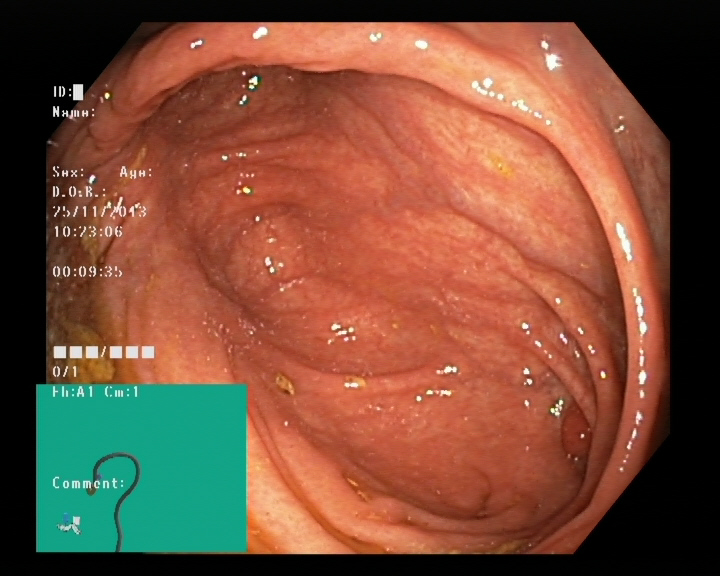 ID:
Name:
Sex: Age:
D.O.B.:
25/11/2013
10:23:06
00:09:35
■■■/■■■
0/1
Eh:A1 Cm:1
Comment: